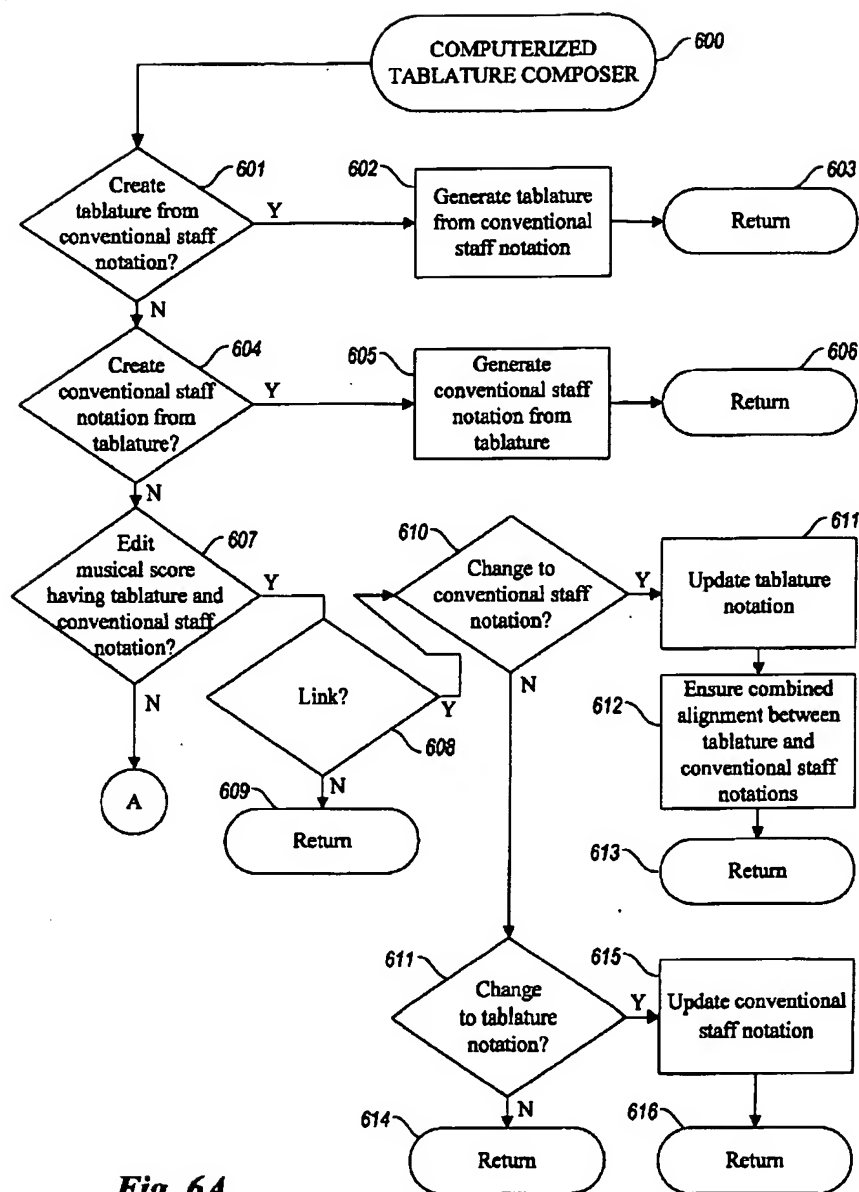 COMPUTERIZED
TABLATURE COMPOSER
600
Create
tablature from
conventional staff
notation?
601
Y
N
602
Generate tablature
from conventional
staff notation
603
Return
Create
conventional staff
notation from
tablature?
604
Y
N
605
Generate
conventional staff
notation from
tablature
606
Return
Edit
musical score
having tablature and
conventional staff
notation?
607
Y
N
A
Link?
608
Y
N
609
Return
610
Change to
conventional staff
notation?
Y
N
611
Update tablature
notation
612
Ensure combined
alignment between
tablature and
conventional staff
notations
613
Return
611
Change
to tablature
notation?
Y
N
614
Return
615
Update conventional
staff notation
616
Return
Fig. 6A